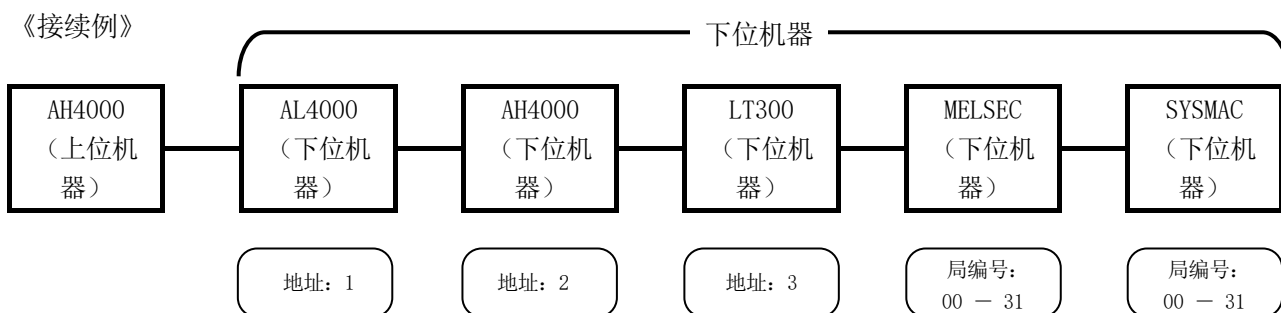 《接续例》
下位机器
AH4000
（上位机
器）
AL4000
（下位机
器）
AH4000
（下位机
器）
LT300
（下位机
器）
MELSEC
（下位机
器）
SYSMAC
（下位机
器）
地址：1
地址：2
地址：3
局编号：
00 － 31
局编号：
00 － 31